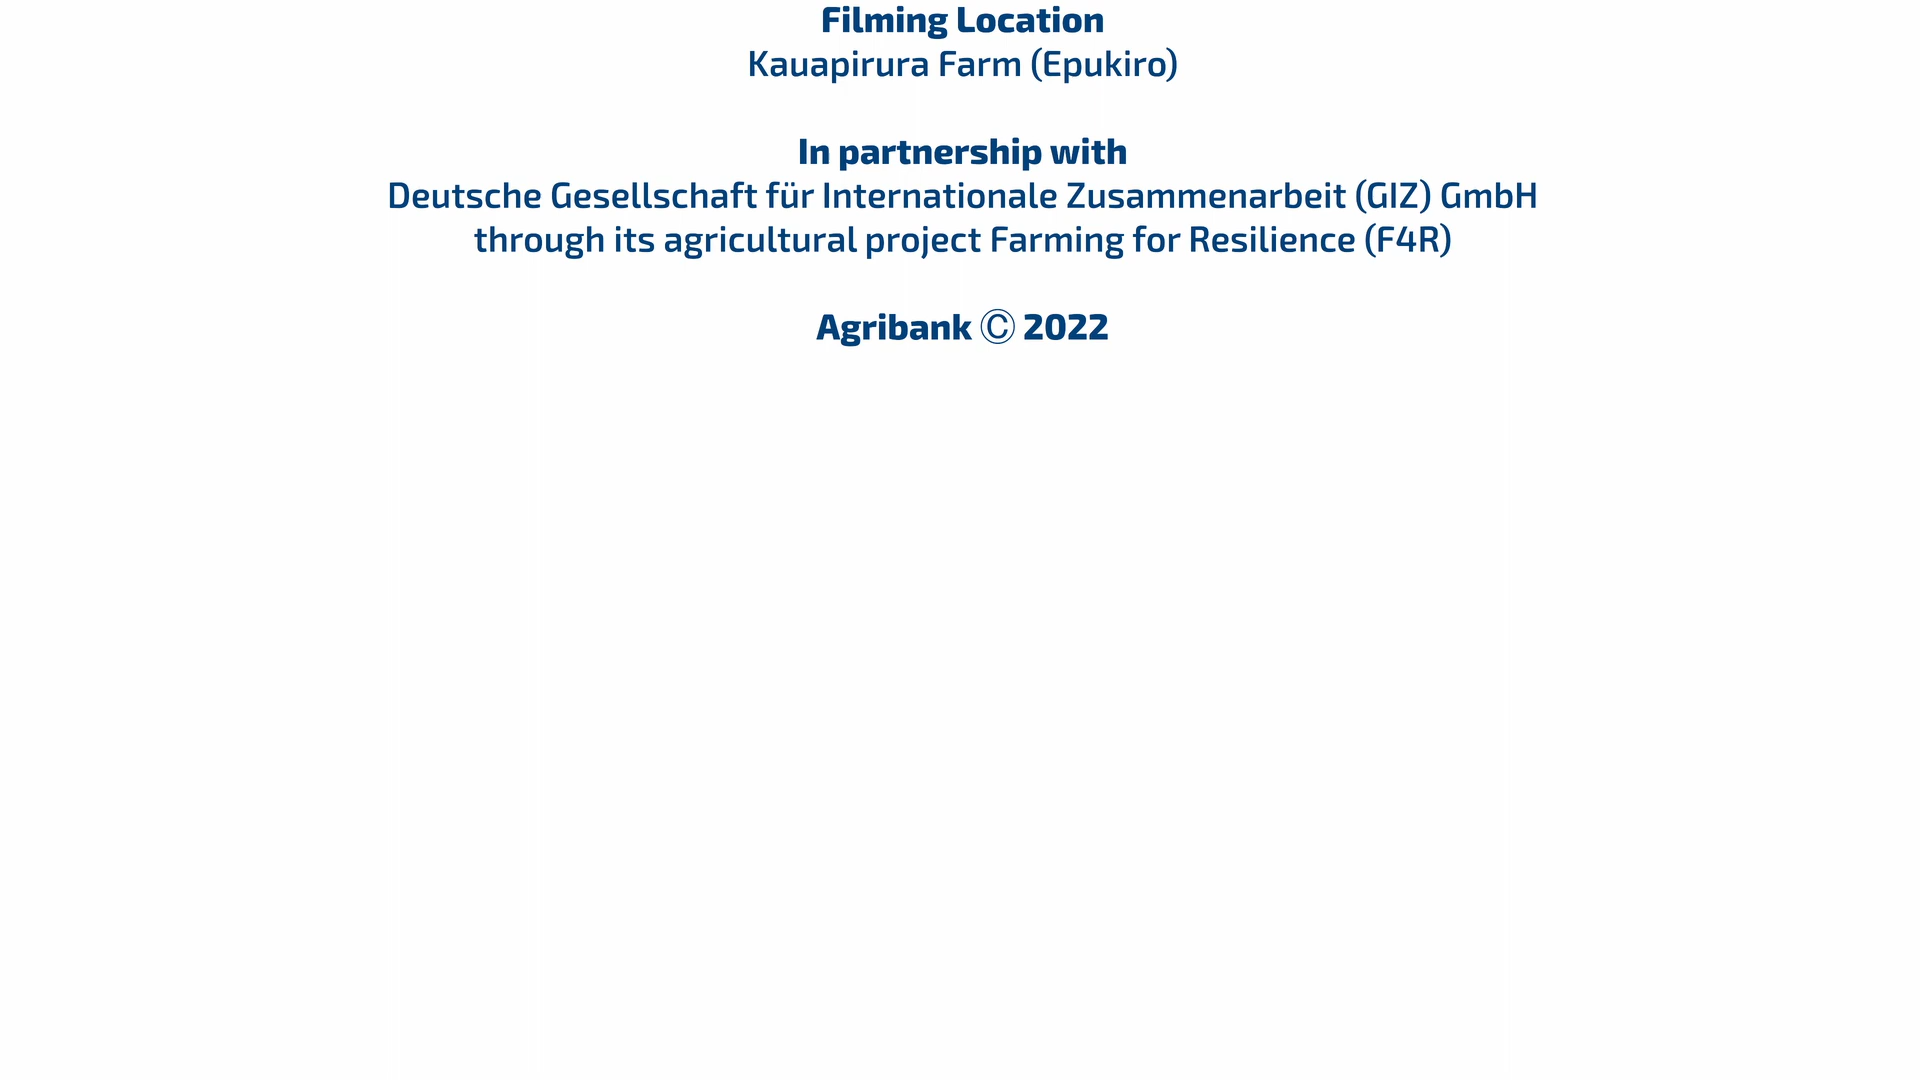 Filming Location
Kauapirura Farm (Epukiro)
In partnership with
Deutsche Gesellschaft für Internationale Zusammenarbeit (GIZ) GmbH
through its agricultural project Farming for Resilience (F4R)
Agribank Ⓒ 2022